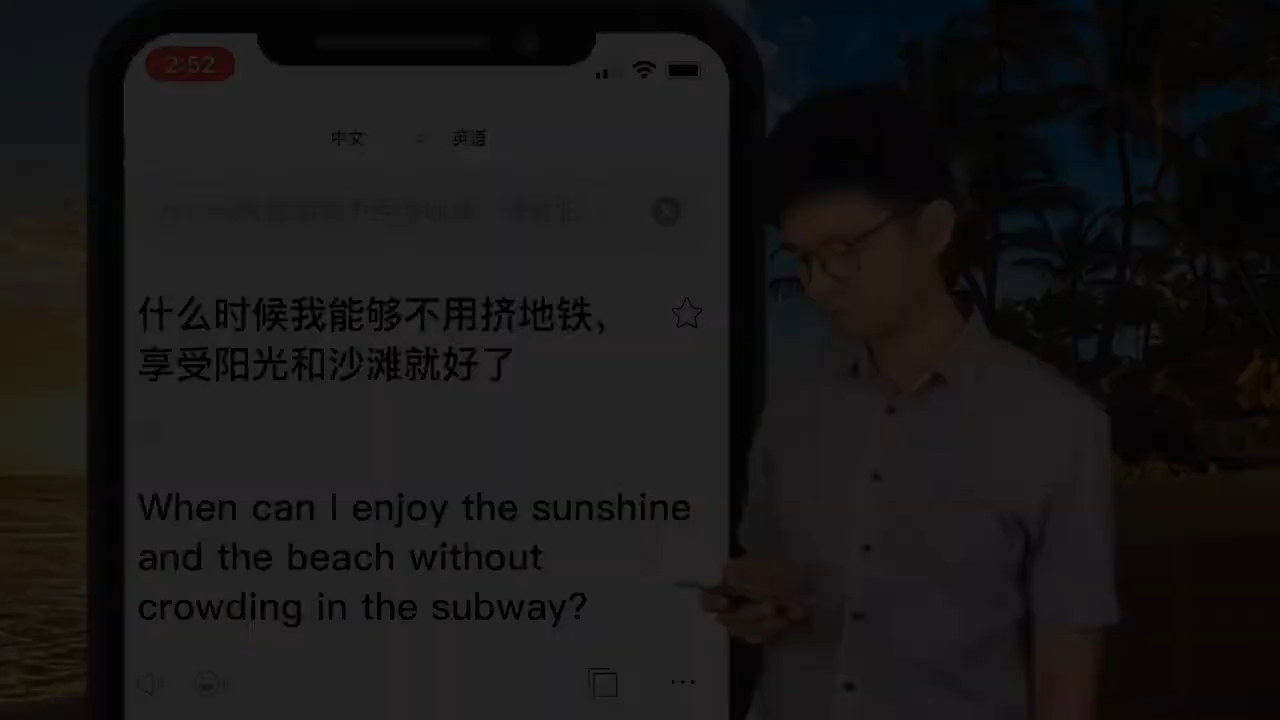 2:52
中文
英语
什么时候我能够不用挤地铁,
享受阳光和沙滩就好了
When can I enjoy the sunshine
and the beach without
crowding in the subway?